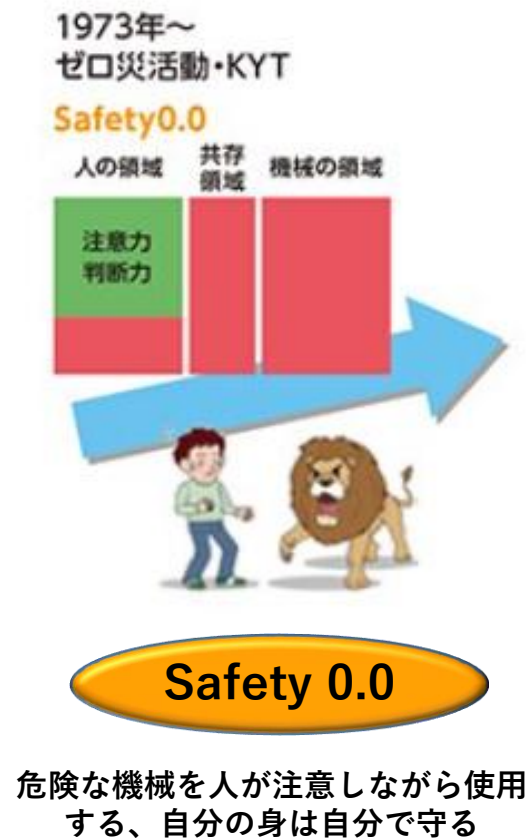 1973年～
ゼロ災活動・KYT
Safety0.0
人の領域
共存
領域
機械の領域
注意力
判断力
Safety 0.0
危険な機械を人が注意しながら使用
する、自分の身は自分で守る